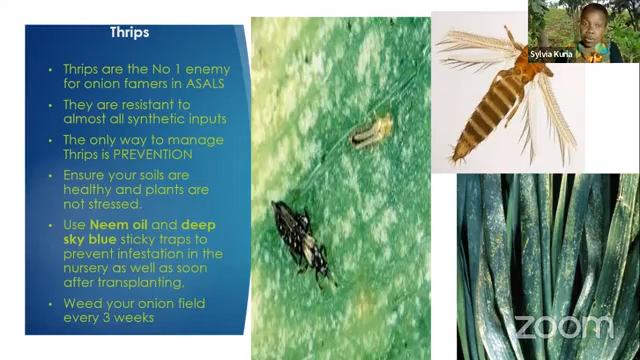 Thrips
Thrips are the No 1 enemy
for onion famers in ASALS
They are resistant to
almost all synthetic inputs
The only way to manage
Thrips is PREVENTION
Ensure your soils are
healthy and plants are
not stressed.
Use Neem oil and deep
sky blue sticky traps to
prevent infestation in the
nursery as well as soon
after transplanting.
Weed your onion field
every 3 weeks
Sylvia Kuria
zoom